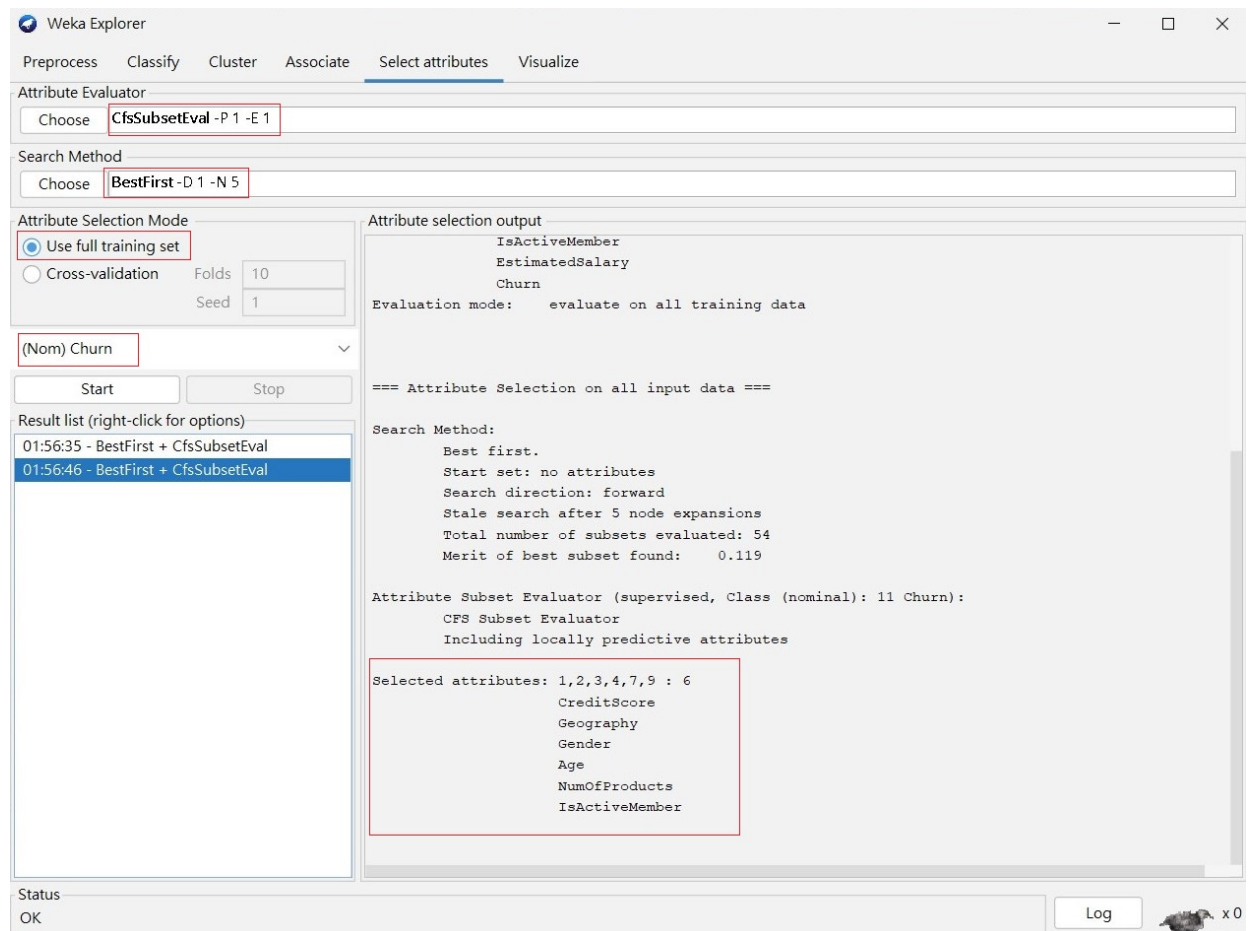 Weka Explorer
Preprocess Classify Cluster Associate Select attributes Visualize
Attribute Evaluator
Choose CfsSubsetEval -P 1 -E 1
Search Method
Choose BestFirst -D 1 -N 5
Attribute Selection Mode
Use full training set
Cross-validation Folds 10
Seed 1
(Nom) Churn
Start Stop
Result list (right-click for options)
01:56:35 - BestFirst + CfsSubsetEval
01:56:46 - BestFirst + CfsSubsetEval
Attribute selection output
IsActiveMember
EstimatedSalary
Churn
Evaluation mode: evaluate on all training data
=== Attribute Selection on all input data ===
Search Method:
Best first.
Start set: no attributes
Search direction: forward
Stale search after 5 node expansions
Total number of subsets evaluated: 54
Merit of best subset found: 0.119
Attribute Subset Evaluator (supervised, Class (nominal): 11 Churn):
CFS Subset Evaluator
Including locally predictive attributes
Selected attributes: 1,2,3,4,7,9 : 6
CreditScore
Geography
Gender
Age
NumOfProducts
IsActiveMember
Status
OK
Log x 0